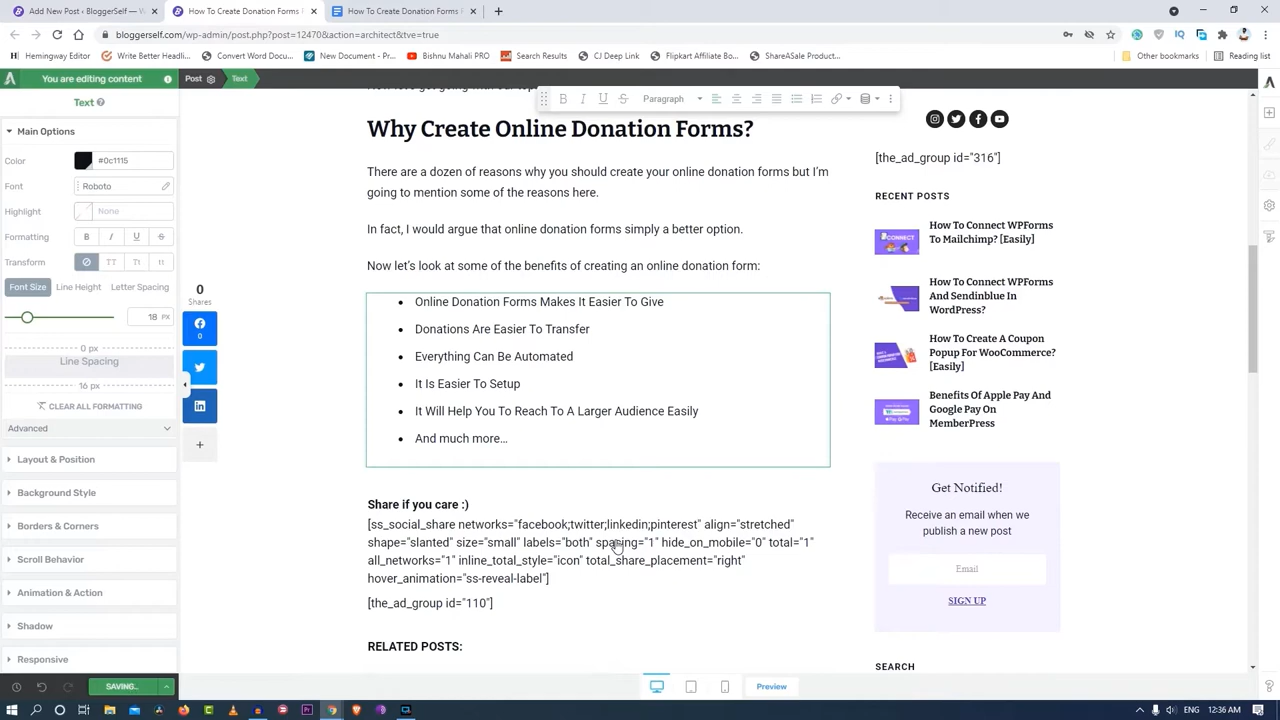 Add New Post — BloggerSelf
How To Create Donation Forms
How To Create Donation Forms
bloggerself.com/wp-admin/post.php?post=12470&action=architect&tve=true
Hemingway Editor
Write Better Headli...
Convert Word Docu...
New Document - Pr...
Bishnu Mahali PRO
Search Results
CJ Deep Link
Flipkart Affiliate Bo...
ShareASale Product...
Other bookmarks
Reading list
You are editing content
Post
Text
Text
Main Options
Color
#0c1115
Font
Roboto
Highlight
None
Formatting
B I U S
Transform
TT Tt tt
Font Size
Line Height
Letter Spacing
18 PX
0 px
Line Spacing
16 px
CLEAR ALL FORMATTING
Advanced
Layout & Position
Background Style
Borders & Corners
Animation & Action
Shadow
Scroll Behavior
Responsive
SAVING...
0
Shares
0
B I U S Paragraph
Why Create Online Donation Forms?
There are a dozen of reasons why you should create your online donation forms but I'm
going to mention some of the reasons here.
In fact, I would argue that online donation forms simply a better option.
Now let's look at some of the benefits of creating an online donation form:
Online Donation Forms Makes It Easier To Give
Donations Are Easier To Transfer
Everything Can Be Automated
It Is Easier To Setup
It Will Help You To Reach To A Larger Audience Easily
And much more...
Share if you care :)
[ss_social_share networks="facebook;twitter;linkedin;pinterest" align="stretched"
shape="slanted" size="small" labels="both" spacing="1" hide_on_mobile="0" total="1"
all_networks="1" inline_total_style="icon" total_share_placement="right"
hover_animation="ss-reveal-label"]
[the_ad_group id="110"]
RELATED POSTS:
Preview
[the_ad_group id="316"]
RECENT POSTS
How To Connect WPForms
To Mailchimp? [Easily]
How To Connect WPForms
And Sendinblue In
WordPress?
How To Create A Coupon
Popup For WooCommerce?
[Easily]
Benefits Of Apple Pay And
Google Pay On
MemberPress
Get Notified!
Receive an email when we
publish a new post
Email
SIGN UP
SEARCH
ENG
12:36 AM